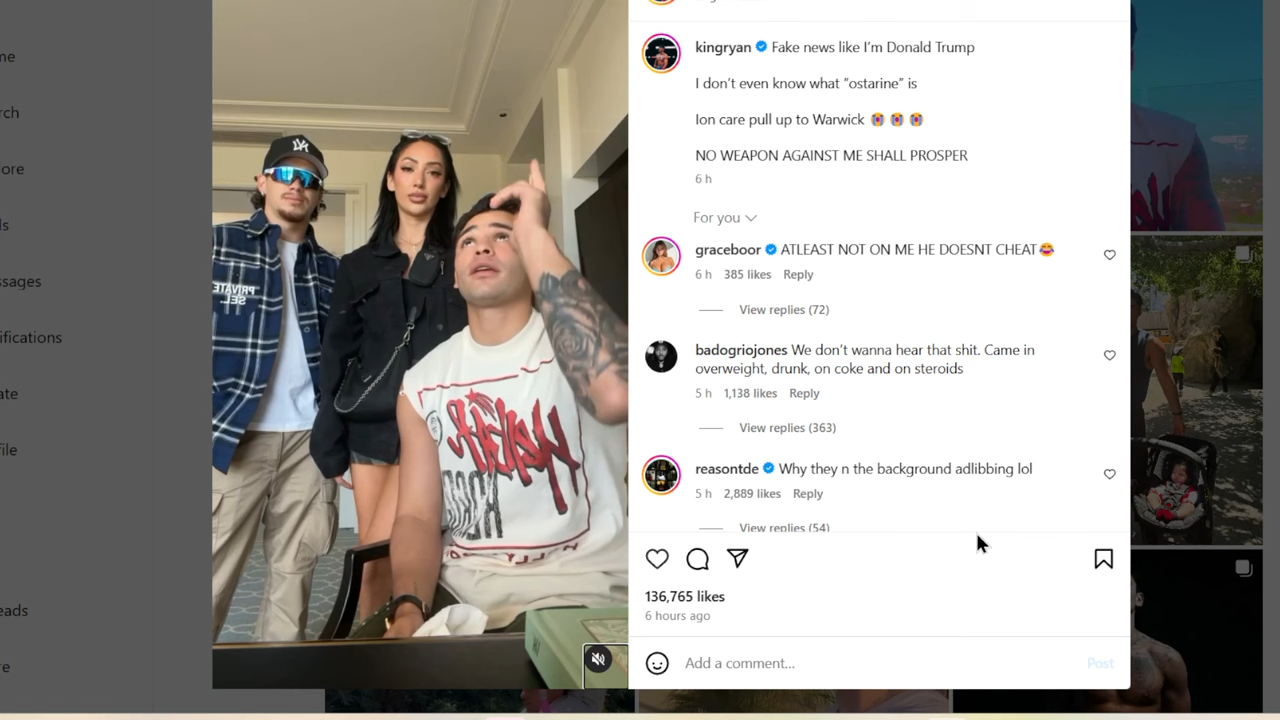 me
rch
ore
ls
ssages
ifications
ate
file
eads
re
PRIVATE
SEL.
kingryan Fake news like I'm Donald Trump
I don't even know what "ostarine" is
Ion care pull up to Warwick 😭 😭 😭
NO WEAPON AGAINST ME SHALL PROSPER
6 h
For you
graceboor ATLEAST NOT ON ME HE DOESNT CHEAT😂
6 h 385 likes Reply
View replies (72)
badogriojones We don't wanna hear that shit. Came in
overweight, drunk, on coke and on steroids
5 h 1,138 likes Reply
View replies (363)
reasontde Why they n the background adlibbing lol
5 h 2,889 likes Reply
View replies (54)
136,765 likes
6 hours ago
Add a comment...
Post